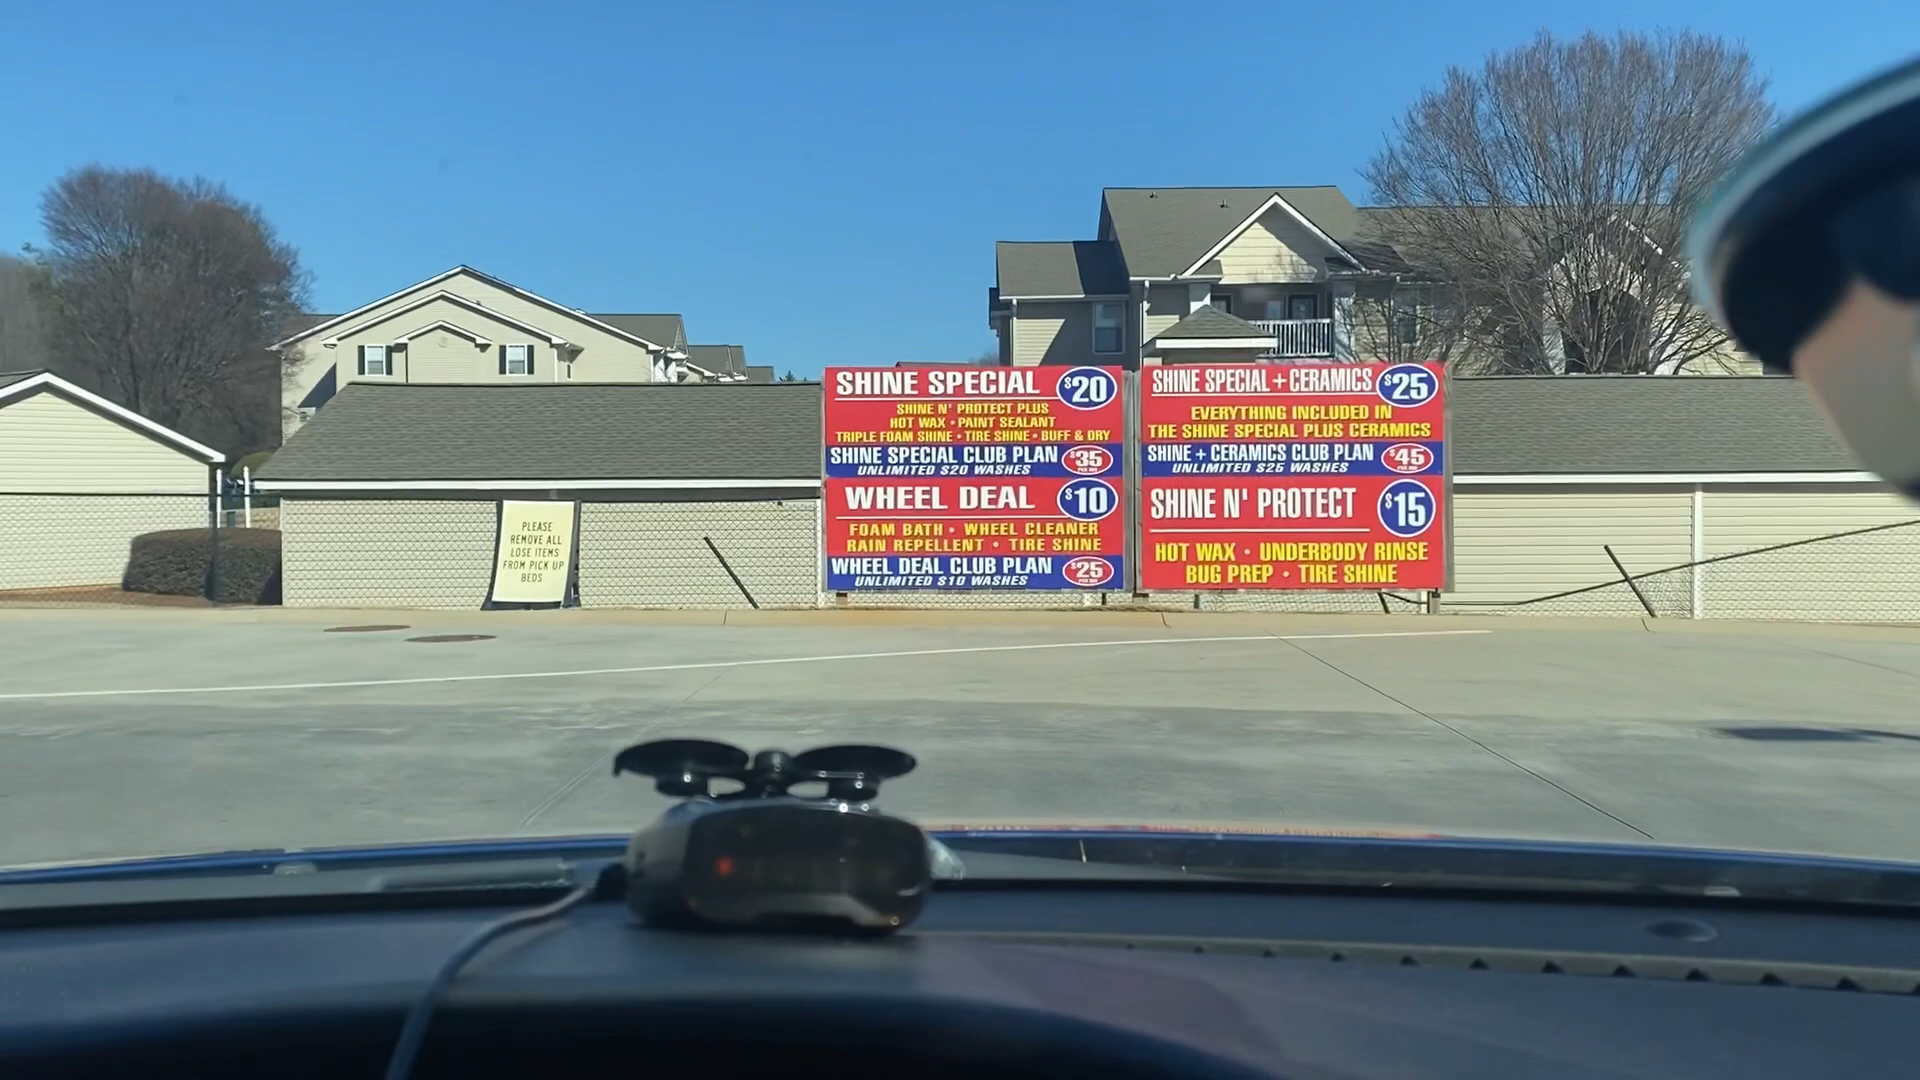 PLEASE
REMOVE ALL
LOSE ITEMS
FROM PICK UP
BEDS
SHINE SPECIAL $20
SHINE N' PROTECT PLUS
HOT WAX • PAINT SEALANT
TRIPLE FOAM SHINE • TIRE SHINE • BUFF & DRY
SHINE SPECIAL CLUB PLAN $35
UNLIMITED $20 WASHES
WHEEL DEAL $10
FOAM BATH • WHEEL CLEANER
RAIN REPELLENT • TIRE SHINE
WHEEL DEAL CLUB PLAN $25
UNLIMITED $10 WASHES
SHINE SPECIAL + CERAMICS $25
EVERYTHING INCLUDED IN
THE SHINE SPECIAL PLUS CERAMICS
SHINE + CERAMICS CLUB PLAN $45
UNLIMITED $25 WASHES
SHINE N' PROTECT $15
HOT WAX • UNDERBODY RINSE
BUG PREP • TIRE SHINE